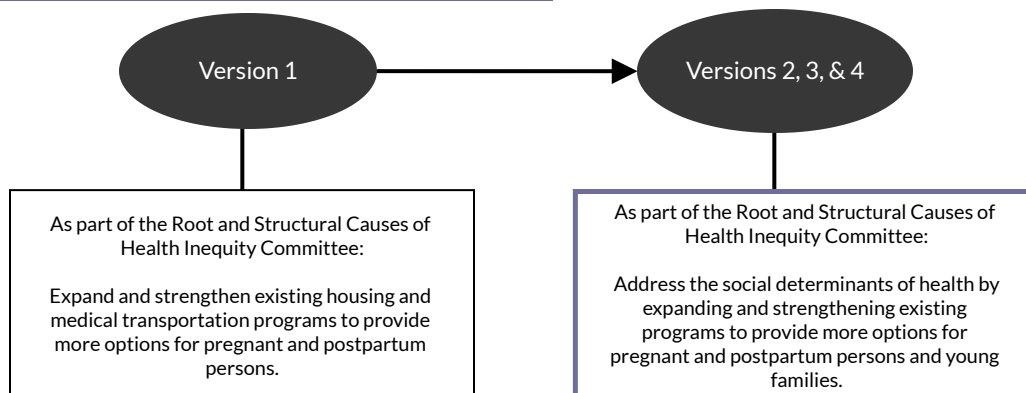 Version 1
Versions 2, 3, & 4
As part of the Root and Structural Causes of
Health Inequity Committee:
Expand and strengthen existing housing and
medical transportation programs to provide
more options for pregnant and postpartum
persons.
As part of the Root and Structural Causes of
Health Inequity Committee:
Address the social determinants of health by
expanding and strengthening existing
programs to provide more options for
pregnant and postpartum persons and young
families.